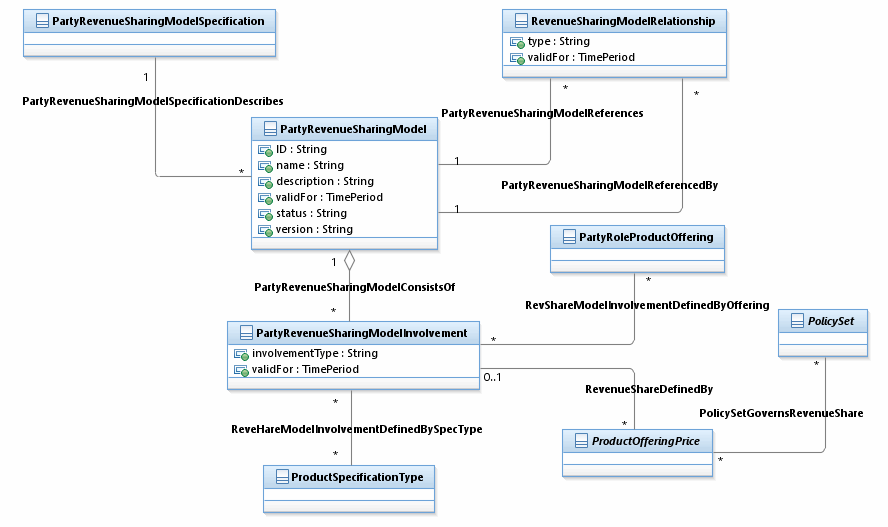 PartyRevenueSharingModelSpecification
RevenueSharingModelRelationship
type : String
validFor : TimePeriod
1
PartyRevenueSharingModelSpecificationDescribes
*
*
*
PartyRevenueSharingModelReferences
PartyRevenueSharingModel
ID : String
name : String
description : String
validFor : TimePeriod
status : String
version : String
1
PartyRevenueSharingModelReferencedBy
1
PartyRoleProductOffering
1
PartyRevenueSharingModelConsistsOf
*
*
RevShareModelInvolvementDefinedByOffering
PolicySet
PartyRevenueSharingModelInvolvement
involvementType : String
validFor : TimePeriod
*
0..1
*
RevenueShareDefinedBy
*
PolicySetGovernsRevenueShare
*
ReveHareModelInvolvementDefinedBySpecType
*
*
ProductOfferingPrice
*
ProductSpecificationType